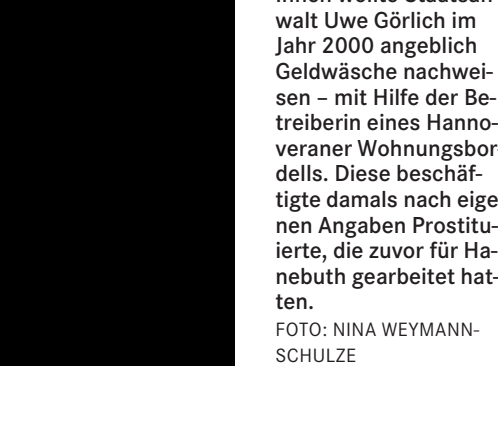 walt Uwe Görlich im
Jahr 2000 angeblich
Geldwäsche nachwei-
sen – mit Hilfe der Be-
treiberin eines Hanno-
veraner Wohnungsbor-
dells. Diese beschäf-
tigte damals nach eige
nen Angaben Prostitu-
ierte, die zuvor für Ha-
nebuth gearbeitet hat-
ten.
FOTO: NINA WEYMANN-
SCHULZE